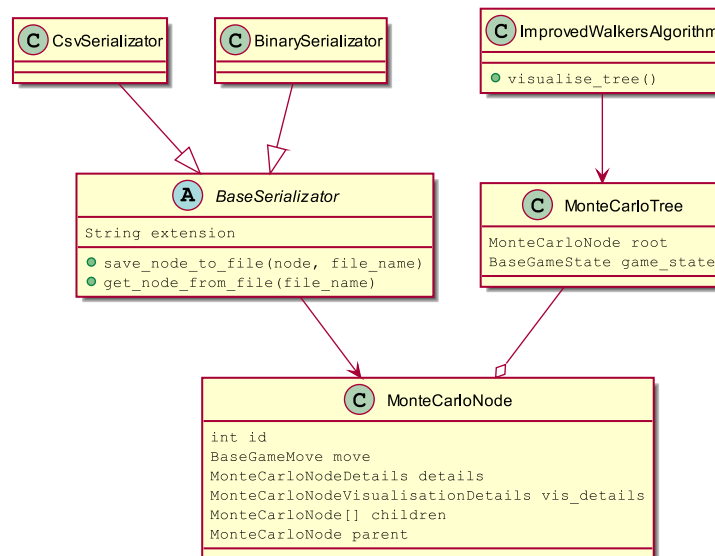 C CsvSerializator
C BinarySerializator
C ImprovedWalkersAlgorithm
visualise_tree()
A BaseSerializator
String extension
save_node_to_file(node, file_name)
get_node_from_file(file_name)
C MonteCarloTree
MonteCarloNode root
BaseGameState game_state
C MonteCarloNode
int id
BaseGameMove move
MonteCarloNodeDetails details
MonteCarloNodeVisualisationDetails vis_details
MonteCarloNode[] children
MonteCarloNode parent